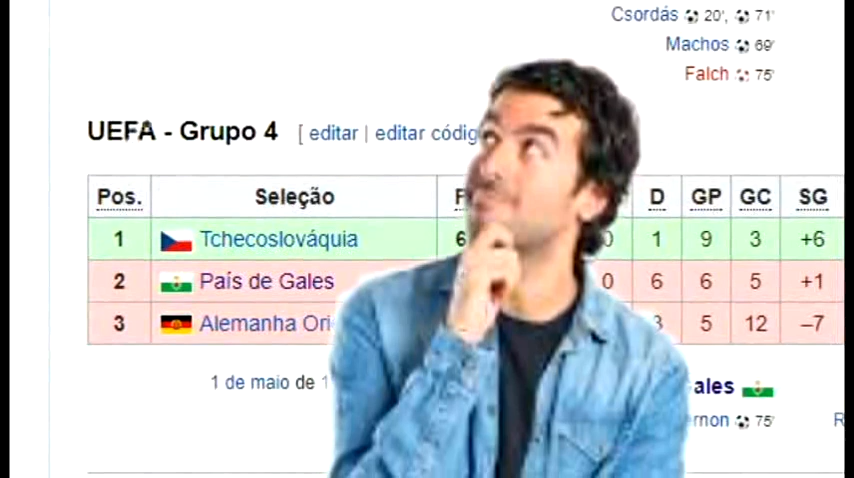 Csordás 20', 71'
Machos 69'
Falch 75'
UEFA - Grupo 4 [ editar | editar códig
Pos. Seleção D GP GC SG
1 Tchecoslováquia 6 0 1 9 3 +6
2 País de Gales 0 6 6 5 +1
3 Alemanha Ori 3 5 12 –7
1 de maio de 1 ales
rnon 75' R